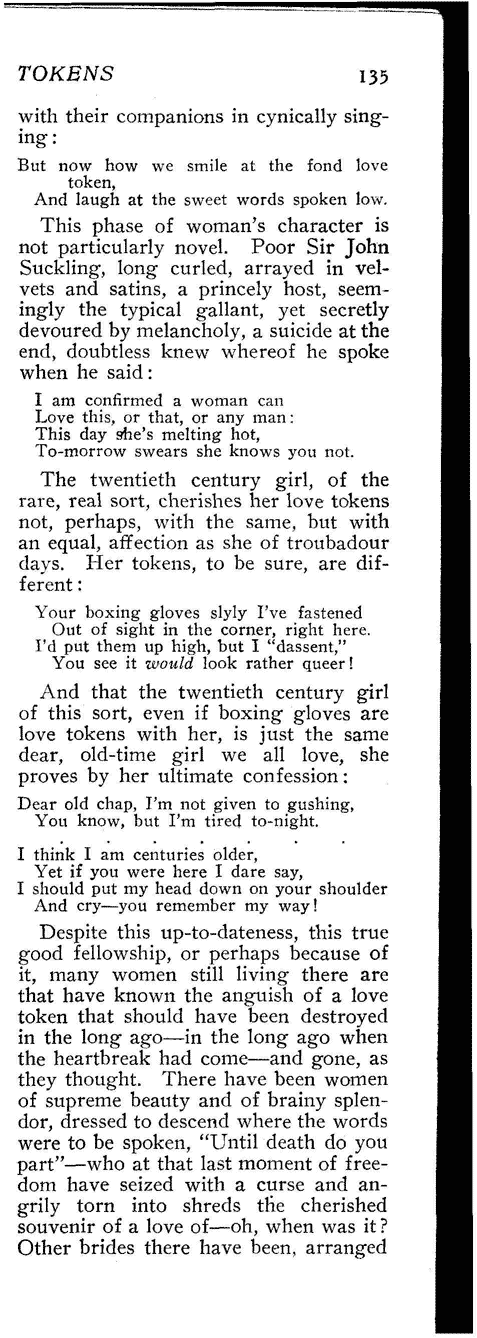 TOKENS 135
with their companions in cynically sing-
ing:
But now how we smile at the fond love
token,
And laugh at the sweet words spoken low.
This phase of woman's character is
not particularly novel. Poor Sir John
Suckling, long curled, arrayed in vel-
vets and satins, a princely host, seem-
ingly the typical gallant, yet secretly
devoured by melancholy, a suicide at the
end, doubtless knew whereof he spoke
when he said:
I am confirmed a woman can
Love this, or that, or any man:
This day she's melting hot,
To-morrow swears she knows you not.
The twentieth century girl, of the
rare, real sort, cherishes her love tokens
not, perhaps, with the same, but with
an equal, affection as she of troubadour
days. Her tokens, to be sure, are dif-
ferent:
Your boxing gloves slyly I've fastened
Out of sight in the corner, right here.
I'd put them up high, but I "dassent,"
You see it would look rather queer!
And that the twentieth century girl
of this sort, even if boxing gloves are
love tokens with her, is just the same
dear, old-time girl we all love, she
proves by her ultimate confession:
Dear old chap, I'm not given to gushing,
You know, but I'm tired to-night.
. . . . . . .
I think I am centuries older,
Yet if you were here I dare say,
I should put my head down on your shoulder
And cry—you remember my way!
Despite this up-to-dateness, this true
good fellowship, or perhaps because of
it, many women still living there are
that have known the anguish of a love
token that should have been destroyed
in the long ago—in the long ago when
the heartbreak had come—and gone, as
they thought. There have been women
of supreme beauty and of brainy splen-
dor, dressed to descend where the words
were to be spoken, "Until death do you
part"—who at that last moment of free-
dom have seized with a curse and an-
grily torn into shreds the cherished
souvenir of a love of—oh, when was it?
Other brides there have been, arranged